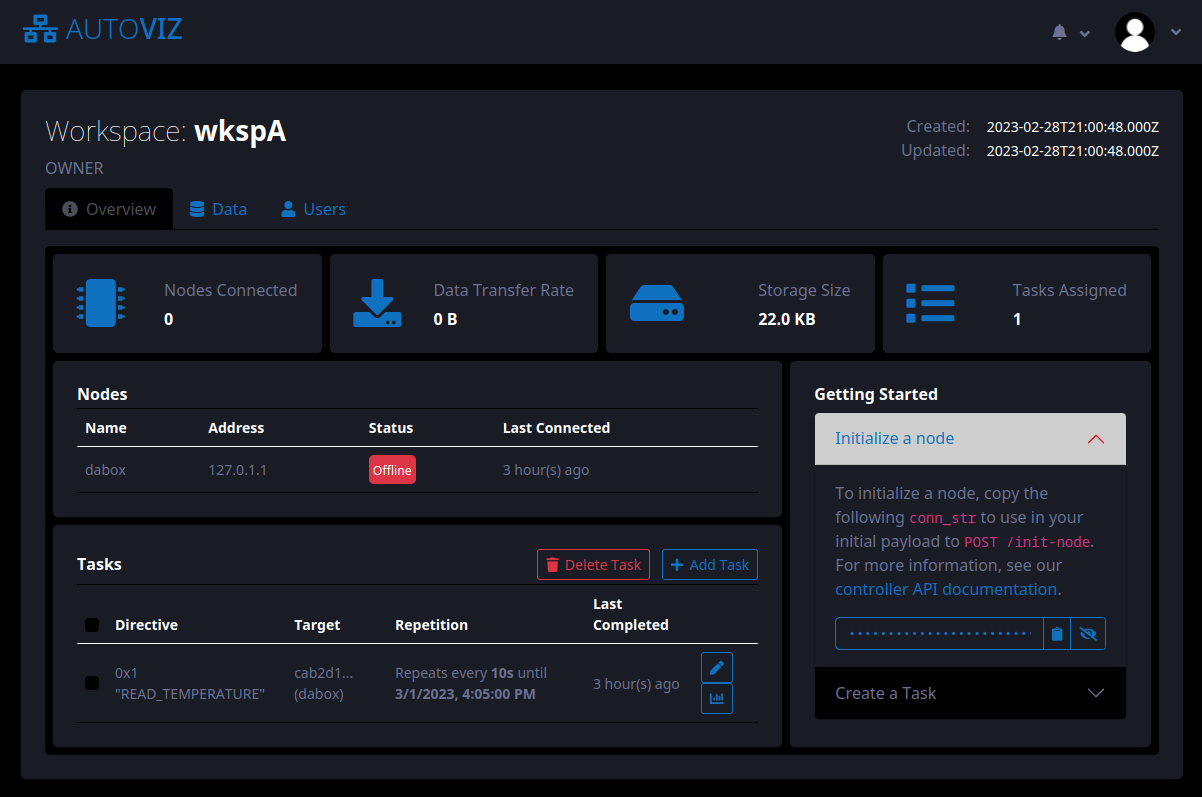 AUTOVIZ
Workspace: wkspA
OWNER
Created: 2023-02-28T21:00:48.000Z
Updated: 2023-02-28T21:00:48.000Z
Overview Data Users
Nodes Connected
0
Data Transfer Rate
0 B
Storage Size
22.0 KB
Tasks Assigned
1
Nodes
Name Address Status Last Connected
dabox 127.0.1.1 Offline 3 hour(s) ago
Tasks
Delete Task
Add Task
Directive Target Repetition Last
Completed
0x1
"READ_TEMPERATURE"
cab2d1...
(dabox)
Repeats every 10s until
3/1/2023, 4:05:00 PM
3 hour(s) ago
Getting Started
Initialize a node
To initialize a node, copy the
following conn_str to use in your
initial payload to POST /init-node.
For more information, see our
controller API documentation.
Create a Task